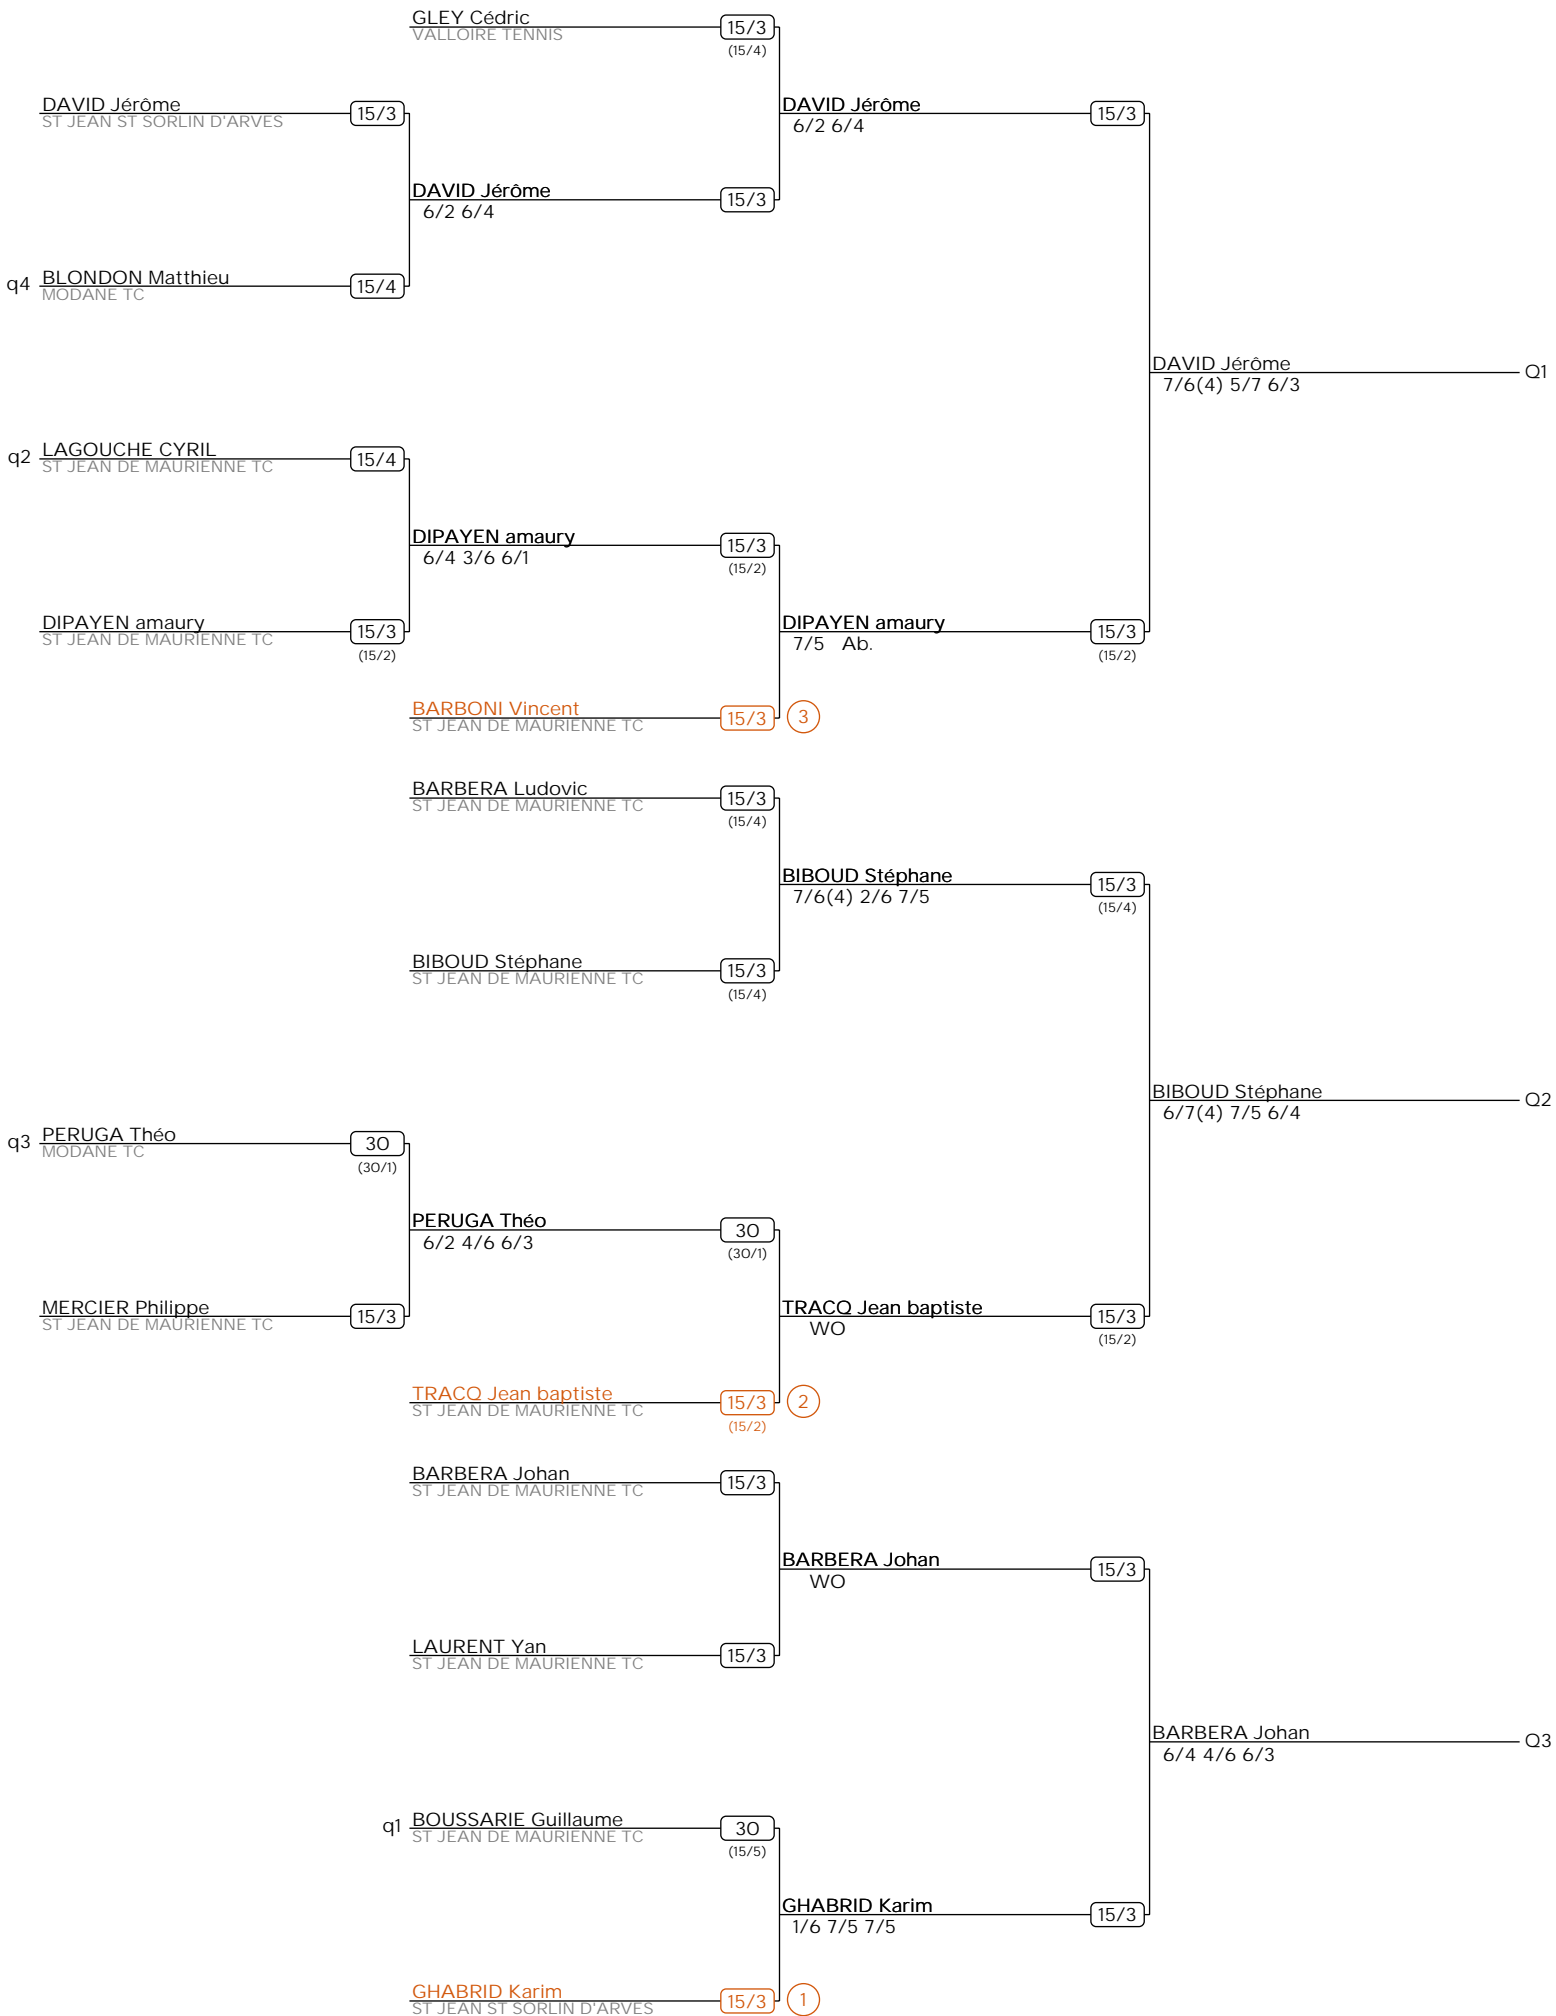 GLEY Cédric
VALLOIRE TENNIS
15/3
(15/4)
DAVID Jérôme
ST JEAN ST SORLIN D'ARVES
15/3
DAVID Jérôme
6/2 6/4
15/3
DAVID Jérôme
6/2 6/4
15/3
q4 BLONDON Matthieu
MODANE TC
15/4
DAVID Jérôme
7/6(4) 5/7 6/3
Q1
q2 LAGOUCHE CYRIL
ST JEAN DE MAURIENNE TC
15/4
DIPAYEN amaury
6/4 3/6 6/1
15/3
(15/2)
DIPAYEN amaury
ST JEAN DE MAURIENNE TC
15/3
(15/2)
DIPAYEN amaury
7/5 Ab.
15/3
(15/2)
BARBONI Vincent
ST JEAN DE MAURIENNE TC
15/3
3
BARBERA Ludovic
ST JEAN DE MAURIENNE TC
15/3
(15/4)
BIBOUD Stéphane
7/6(4) 2/6 7/5
15/3
(15/4)
BIBOUD Stéphane
ST JEAN DE MAURIENNE TC
15/3
(15/4)
BIBOUD Stéphane
6/7(4) 7/5 6/4
Q2
q3 PERUGA Théo
MODANE TC
30
(30/1)
PERUGA Théo
6/2 4/6 6/3
30
(30/1)
MERCIER Philippe
ST JEAN DE MAURIENNE TC
15/3
TRACQ Jean baptiste
WO
15/3
(15/2)
TRACQ Jean baptiste
ST JEAN DE MAURIENNE TC
15/3
(15/2)
2
BARBERA Johan
ST JEAN DE MAURIENNE TC
15/3
BARBERA Johan
WO
15/3
LAURENT Yan
ST JEAN DE MAURIENNE TC
15/3
BARBERA Johan
6/4 4/6 6/3
Q3
q1 BOUSSARIE Guillaume
ST JEAN DE MAURIENNE TC
30
(15/5)
GHABRID Karim
1/6 7/5 7/5
15/3
GHABRID Karim
ST JEAN ST SORLIN D'ARVES
15/3
1